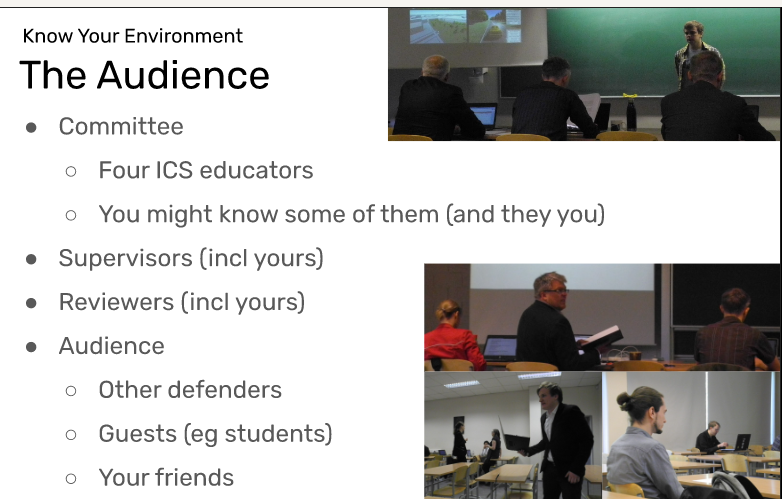 Know Your Environment
The Audience
● Committee
○ Four ICS educators
○ You might know some of them (and they you)
● Supervisors (incl yours)
● Reviewers (incl yours)
● Audience
○ Other defenders
○ Guests (eg students)
○ Your friends